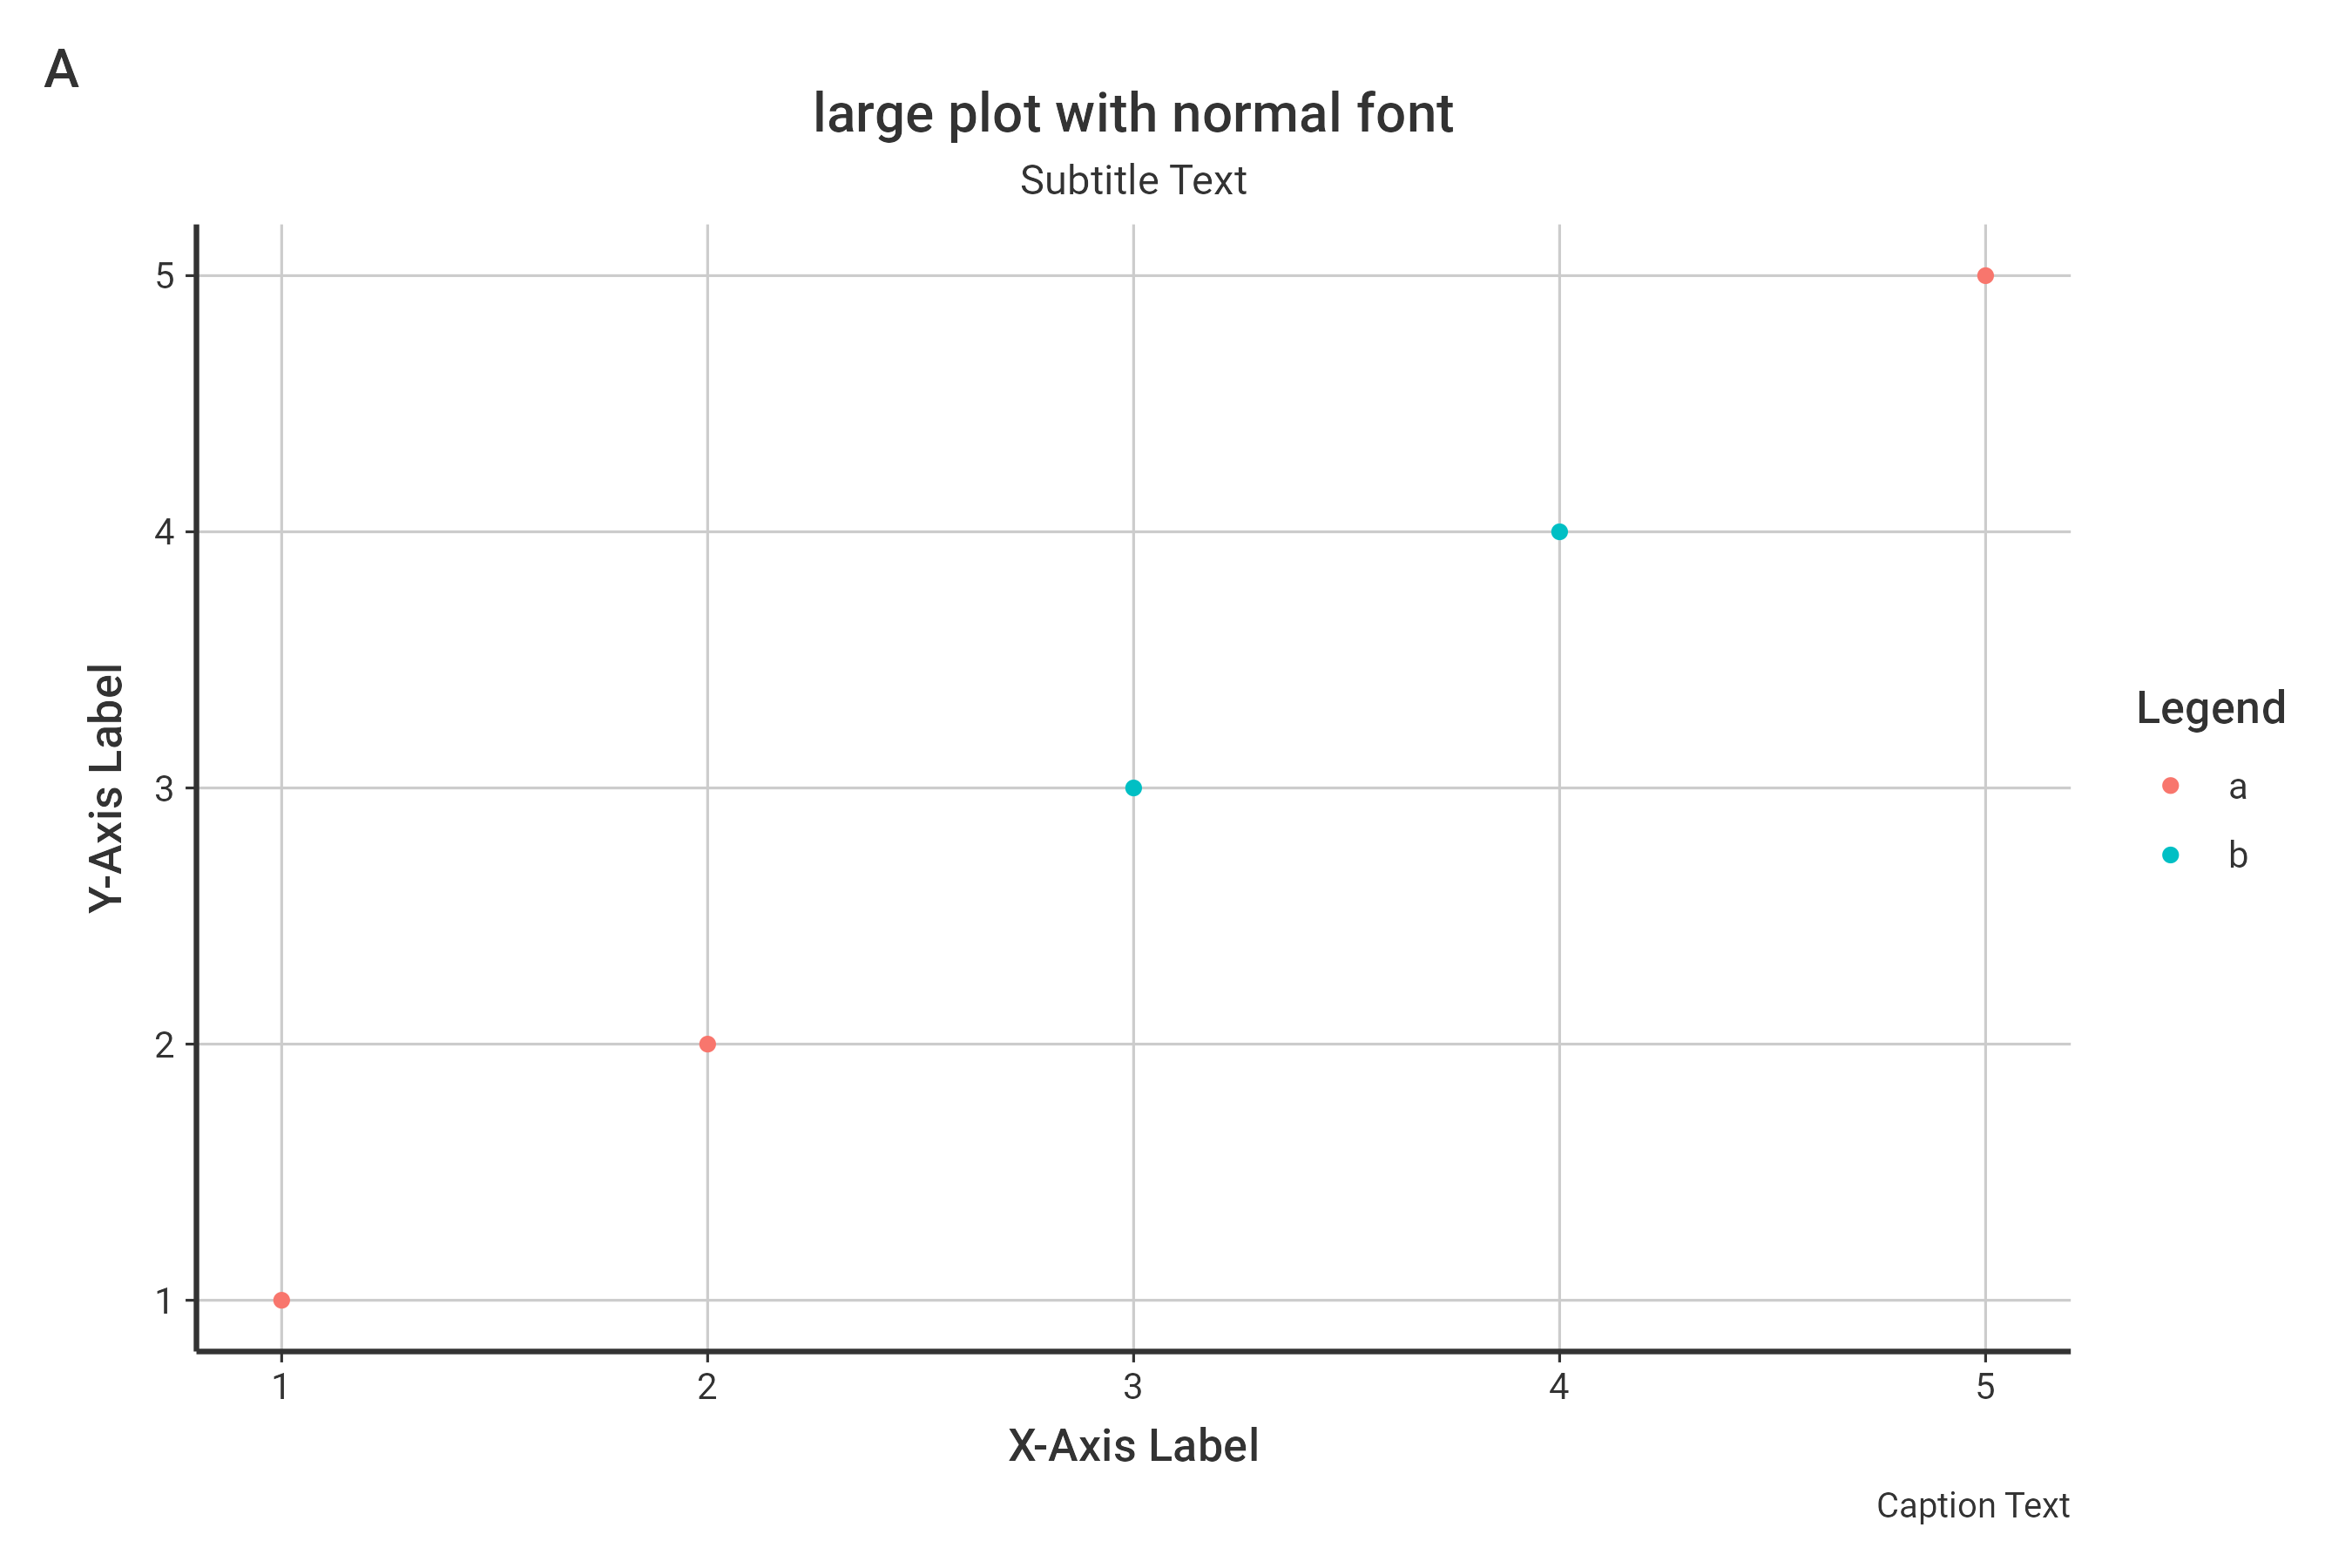 A
large plot with normal font
Subtitle Text
Y-Axis Label
5
4
3
2
1
1 2 3 4 5
X-Axis Label
Legend
a
b
Caption Text